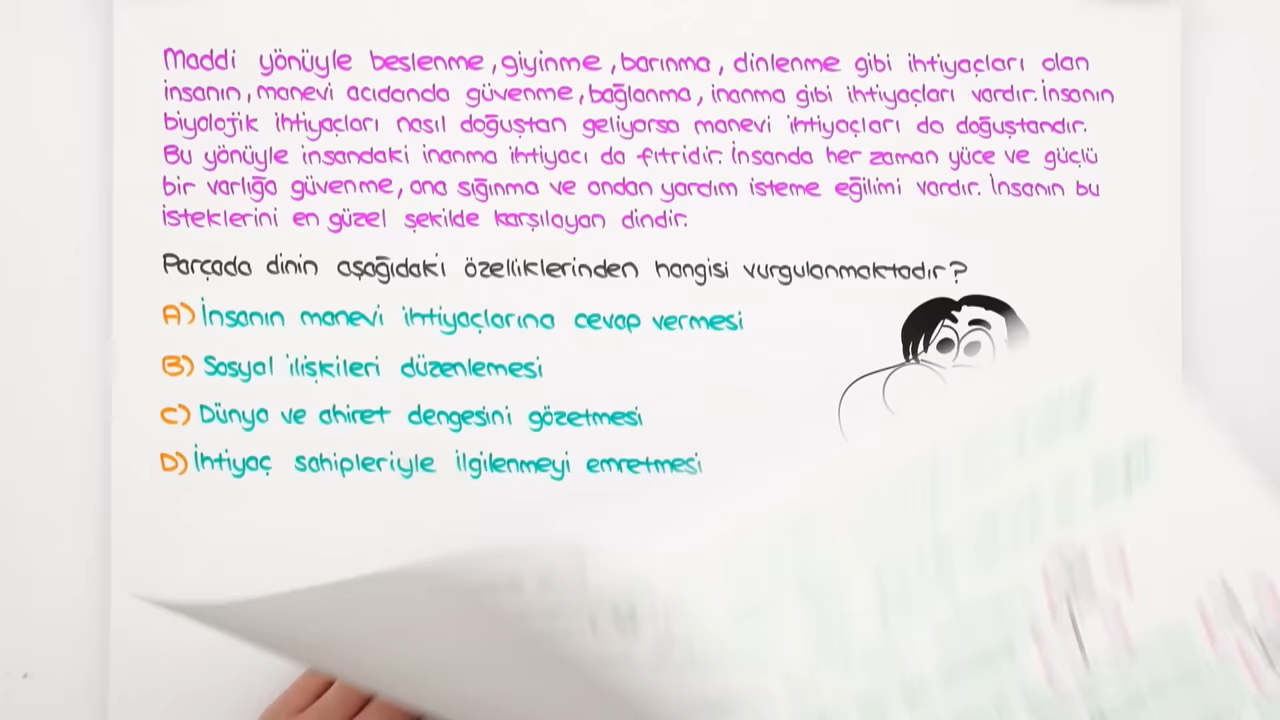 Maddi yönüyle beslenme, giyinme, barınma, dinlenme gibi ihtiyaçları olan
insanın, manevi acıdanda güvenme, bağlanma, inanma gibi ihtiyaçları vardır. İnsanın
biyolojik ihtiyaçları nasıl doğuştan geliyorsa manevi ihtiyaçları da doğuştandır.
Bu yönüyle insandaki inanma ihtiyacı da fıtridir. İnsanda her zaman yüce ve güçlü
bir varlığa güvenme, ona sığınma ve ondan yardım isteme eğilimi vardır. İnsanın bu
isteklerini en güzel şekilde karşılayan dindir.
Parçada dinin aşağıdaki özelliklerinden hangisi vurgulanmaktadır?
A) İnsanın manevi ihtiyaçlarına cevap vermesi
B) Sosyal ilişkileri düzenlemesi
C) Dünya ve ahiret dengesini gözetmesi
D) İhtiyaç sahipleriyle ilgilenmeyi emretmesi